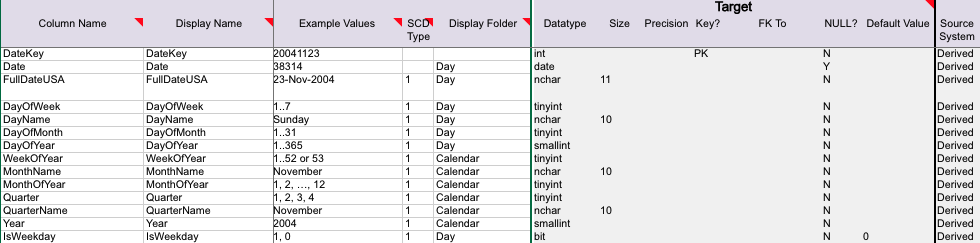 Target
Column Name Display Name Example Values SCD Type Display Folder Datatype Size Precision Key? FK To NULL? Default Value Source System
DateKey DateKey 20041123 int PK N Derived
Date Date 38314 Day date Y Derived
FullDateUSA FullDateUSA 23-Nov-2004 1 Day nchar 11 N Derived
DayOfWeek DayOfWeek 1..7 1 Day tinyint N Derived
DayName DayName Sunday 1 Day nchar 10 N Derived
DayOfMonth DayOfMonth 1..31 1 Day tinyint N Derived
DayOfYear DayOfYear 1..365 1 Day smallint N Derived
WeekOfYear WeekOfYear 1..52 or 53 1 Calendar tinyint N Derived
MonthName MonthName November 1 Calendar nchar 10 N Derived
MonthOfYear MonthOfYear 1, 2, ..., 12 1 Calendar tinyint N Derived
Quarter Quarter 1, 2, 3, 4 1 Calendar tinyint N Derived
QuarterName QuarterName November 1 Calendar nchar 10 N Derived
Year Year 2004 1 Calendar smallint N Derived
IsWeekday IsWeekday 1, 0 1 Day bit N 0 Derived